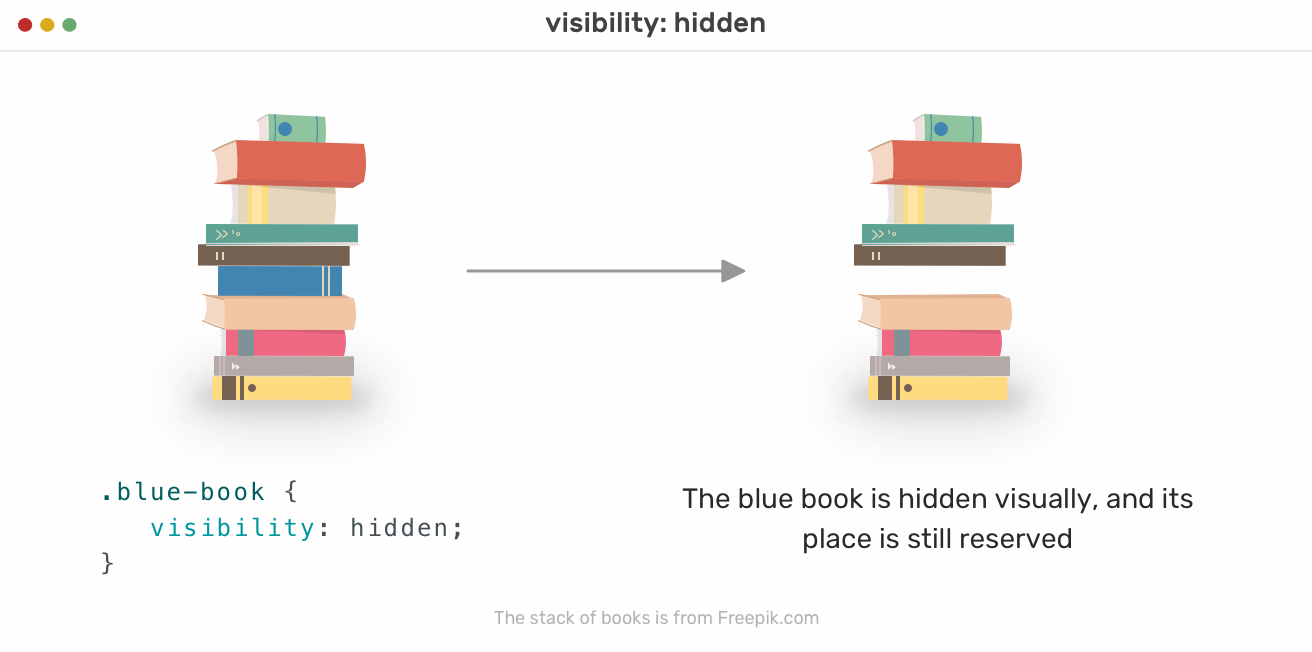 visibility: hidden
.blue-book {
visibility: hidden;
}
The blue book is hidden visually, and its
place is still reserved
The stack of books is from Freepik.com